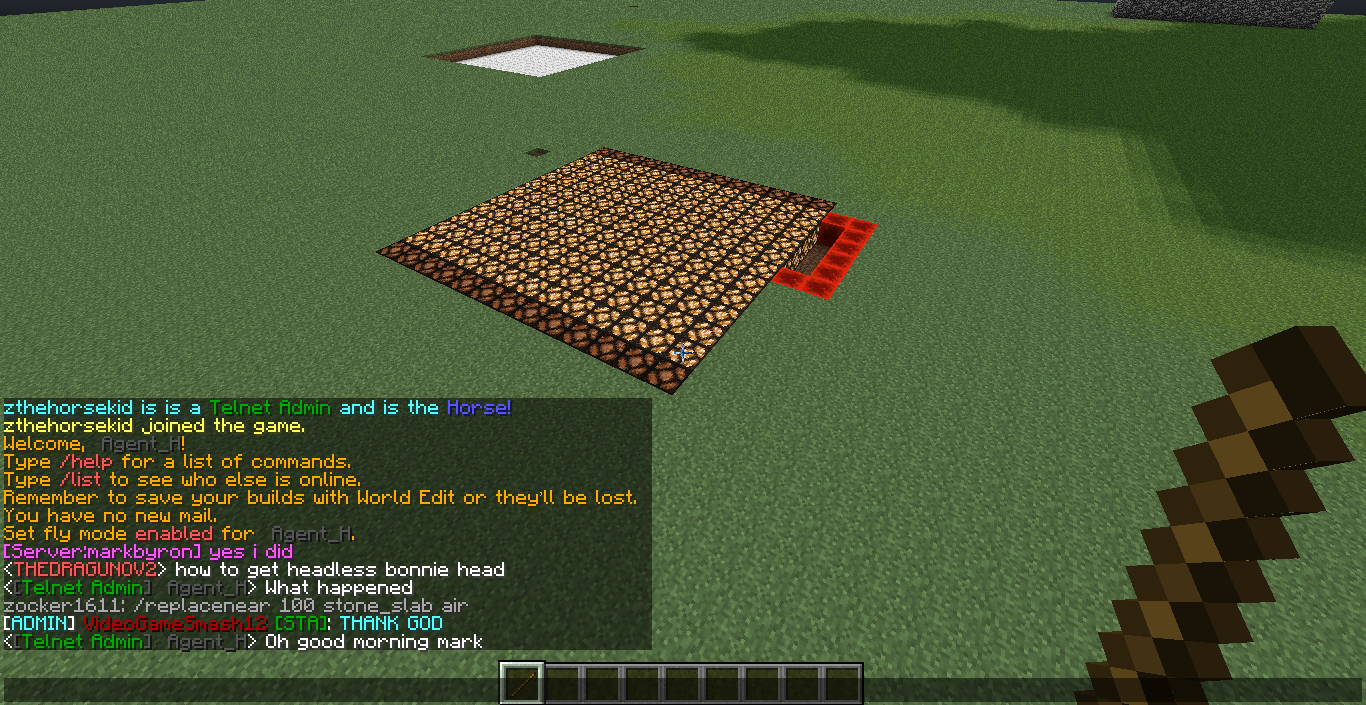 zthehorsekid is is a Telnet Admin and is the Horse!
zthehorsekid joined the game.
Welcome, Agent_H!
Type /help for a list of commands.
Type /list to see who else is online.
Remember to save your builds with World Edit or they'll be lost.
You have no new mail.
Set fly mode enabled for Agent_H.
[Server:markbyron] yes i did
<THEDRAGUNOV2> how to get headless bonnie head
<[Telnet Admin] Agent_H> What happened
zocker1611: /replacenear 100 stone_slab air
[ADMIN] VideoGameSmash12 [STA]: THANK GOD
<[Telnet Admin] Agent_H> Oh good morning mark